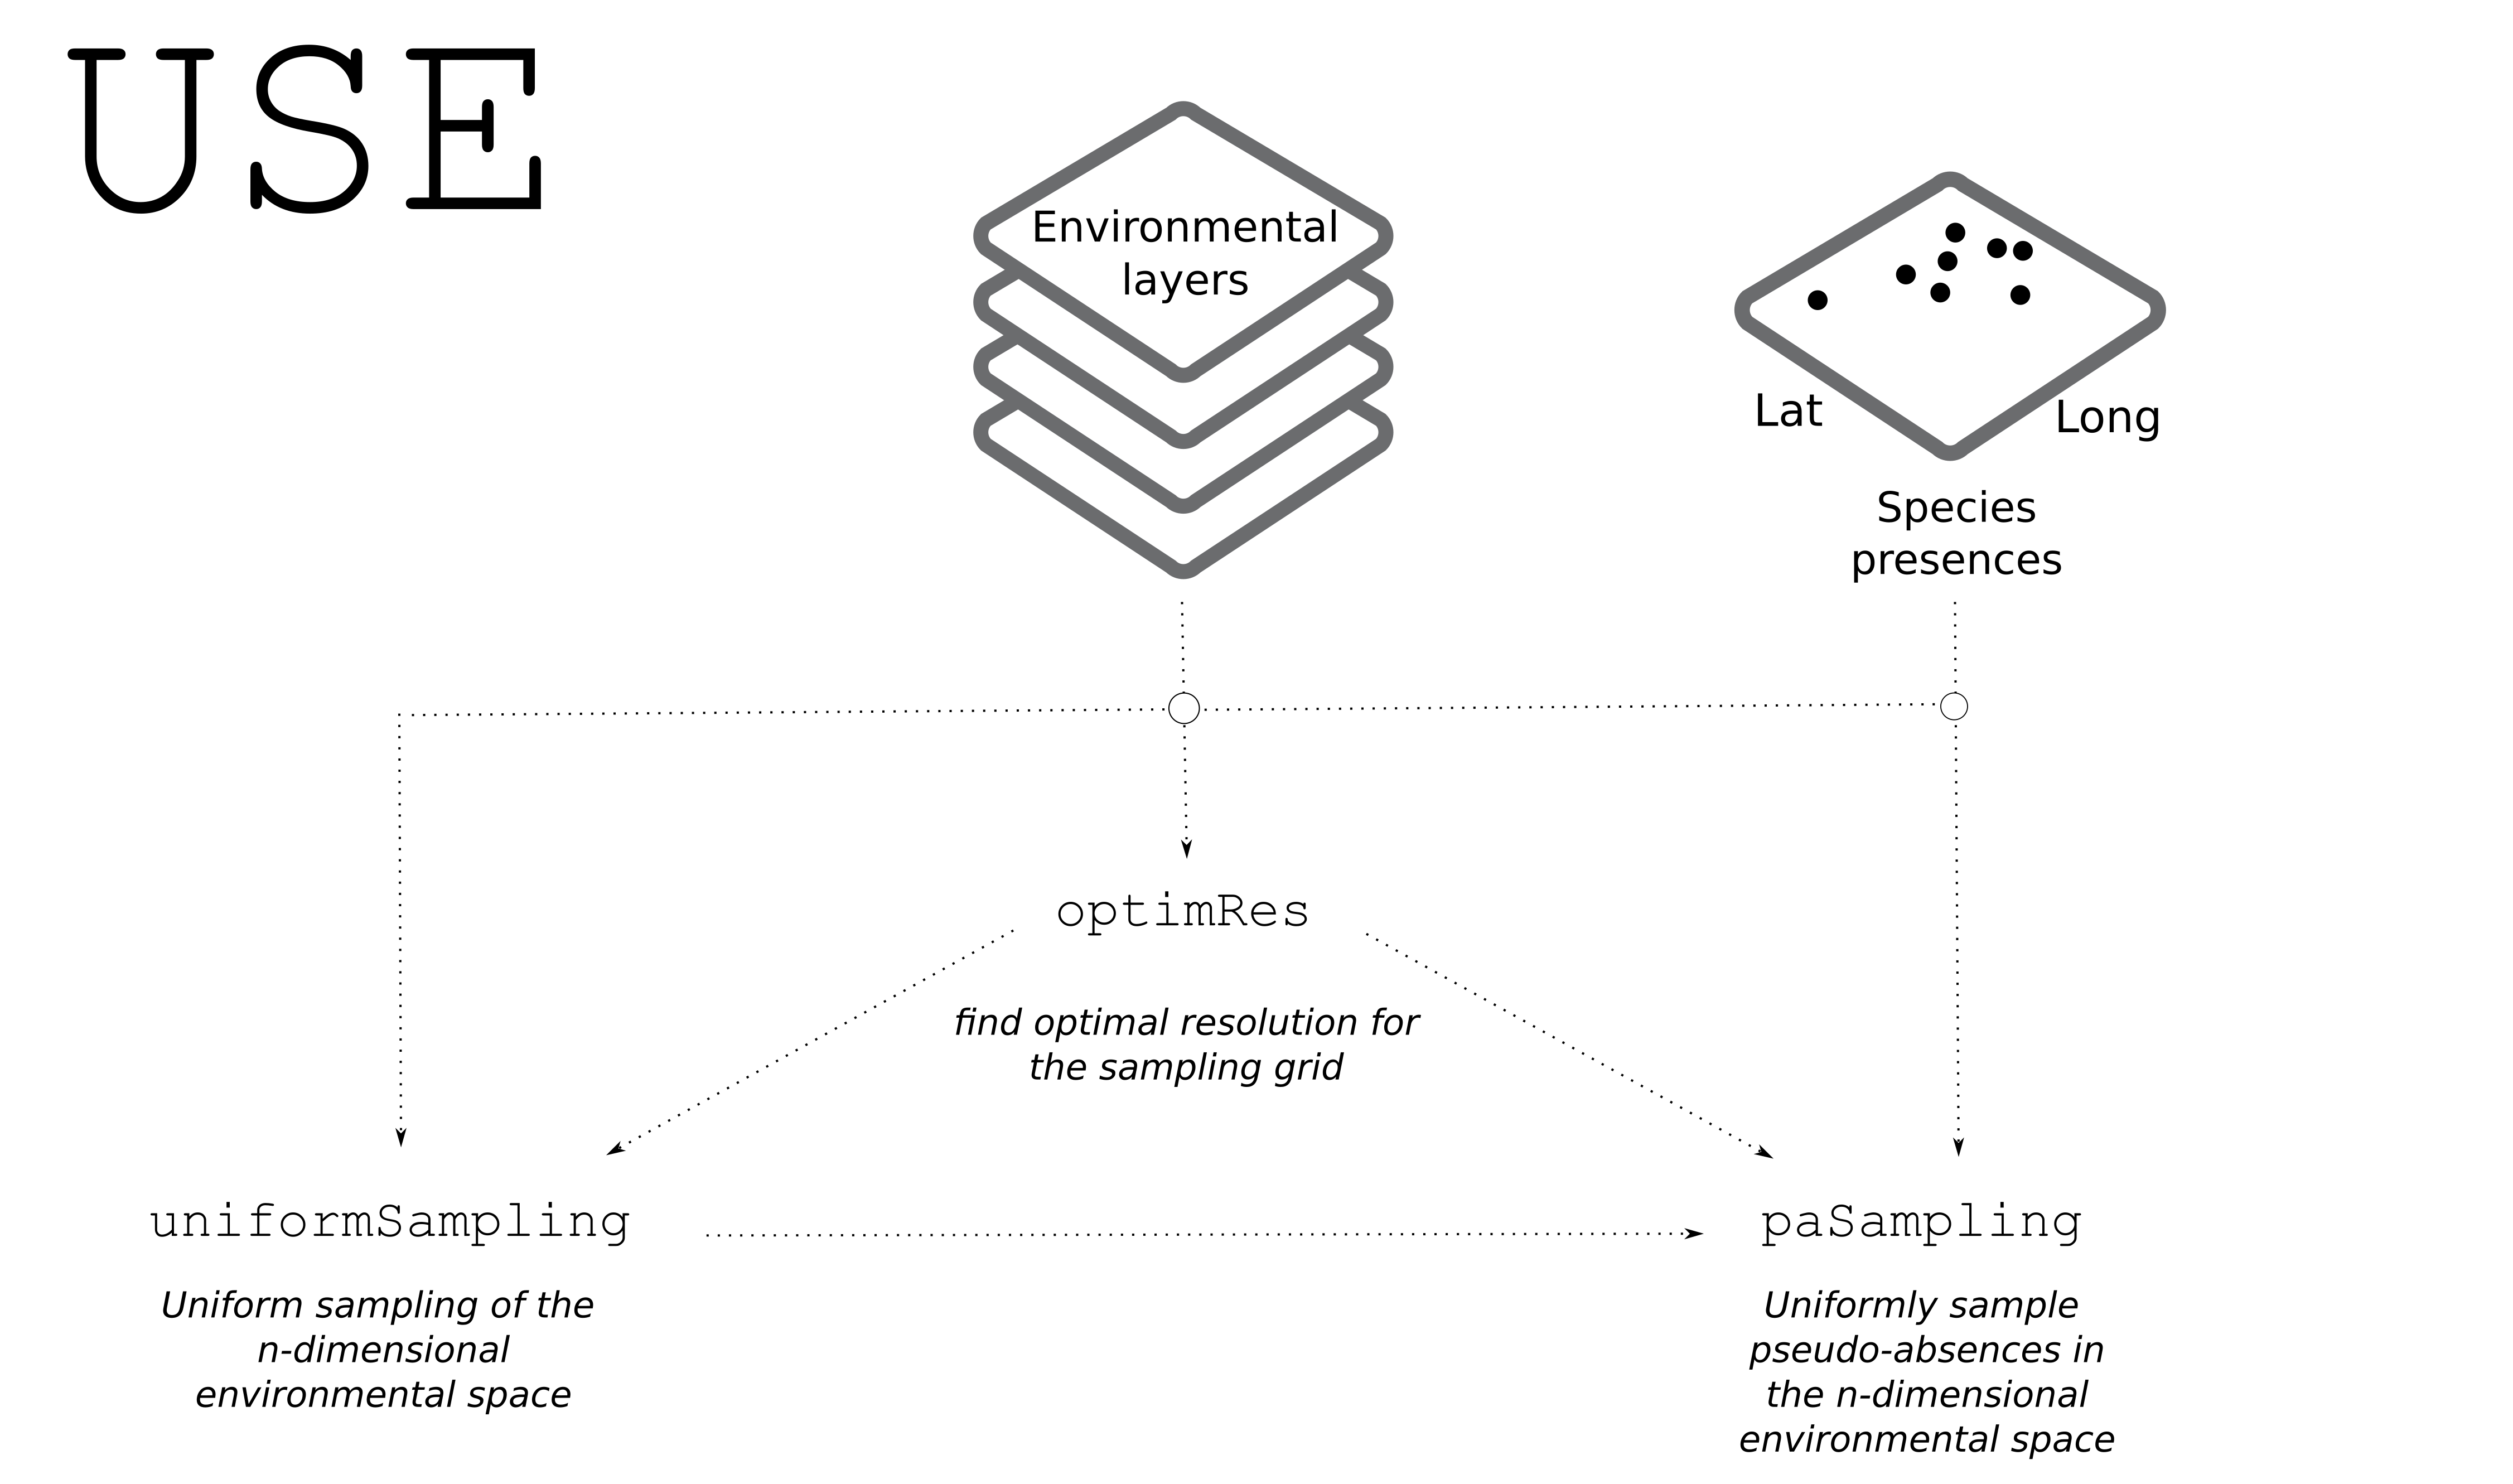 USE
Environmental
layers
Lat
Long
Species
presences
optimRes
find optimal resolution for
the sampling grid
uniformSampling
Uniform sampling of the
n-dimensional
environmental space
paSampling
Uniformly sample
pseudo-absences in
the n-dimensional
environmental space